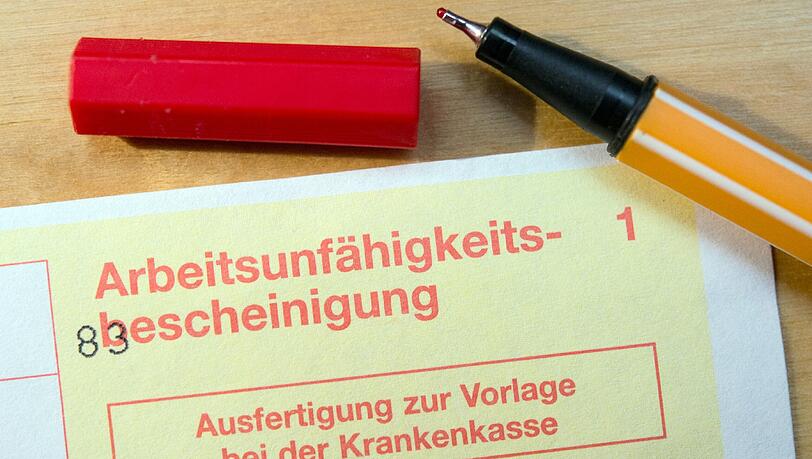 Arbeitsunfähigkeits- 1
bescheinigung
83
Ausfertigung zur Vorlage
bei der Krankenkasse